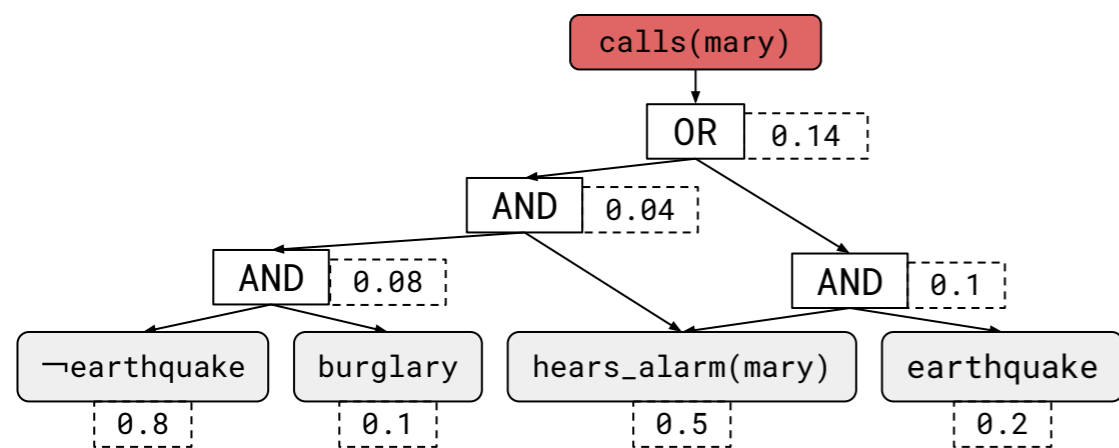 calls(mary)
OR
0.14
AND
0.04
AND
0.08
AND
0.1
¬earthquake
burglary
hears_alarm(mary)
earthquake
0.8
0.1
0.5
0.2